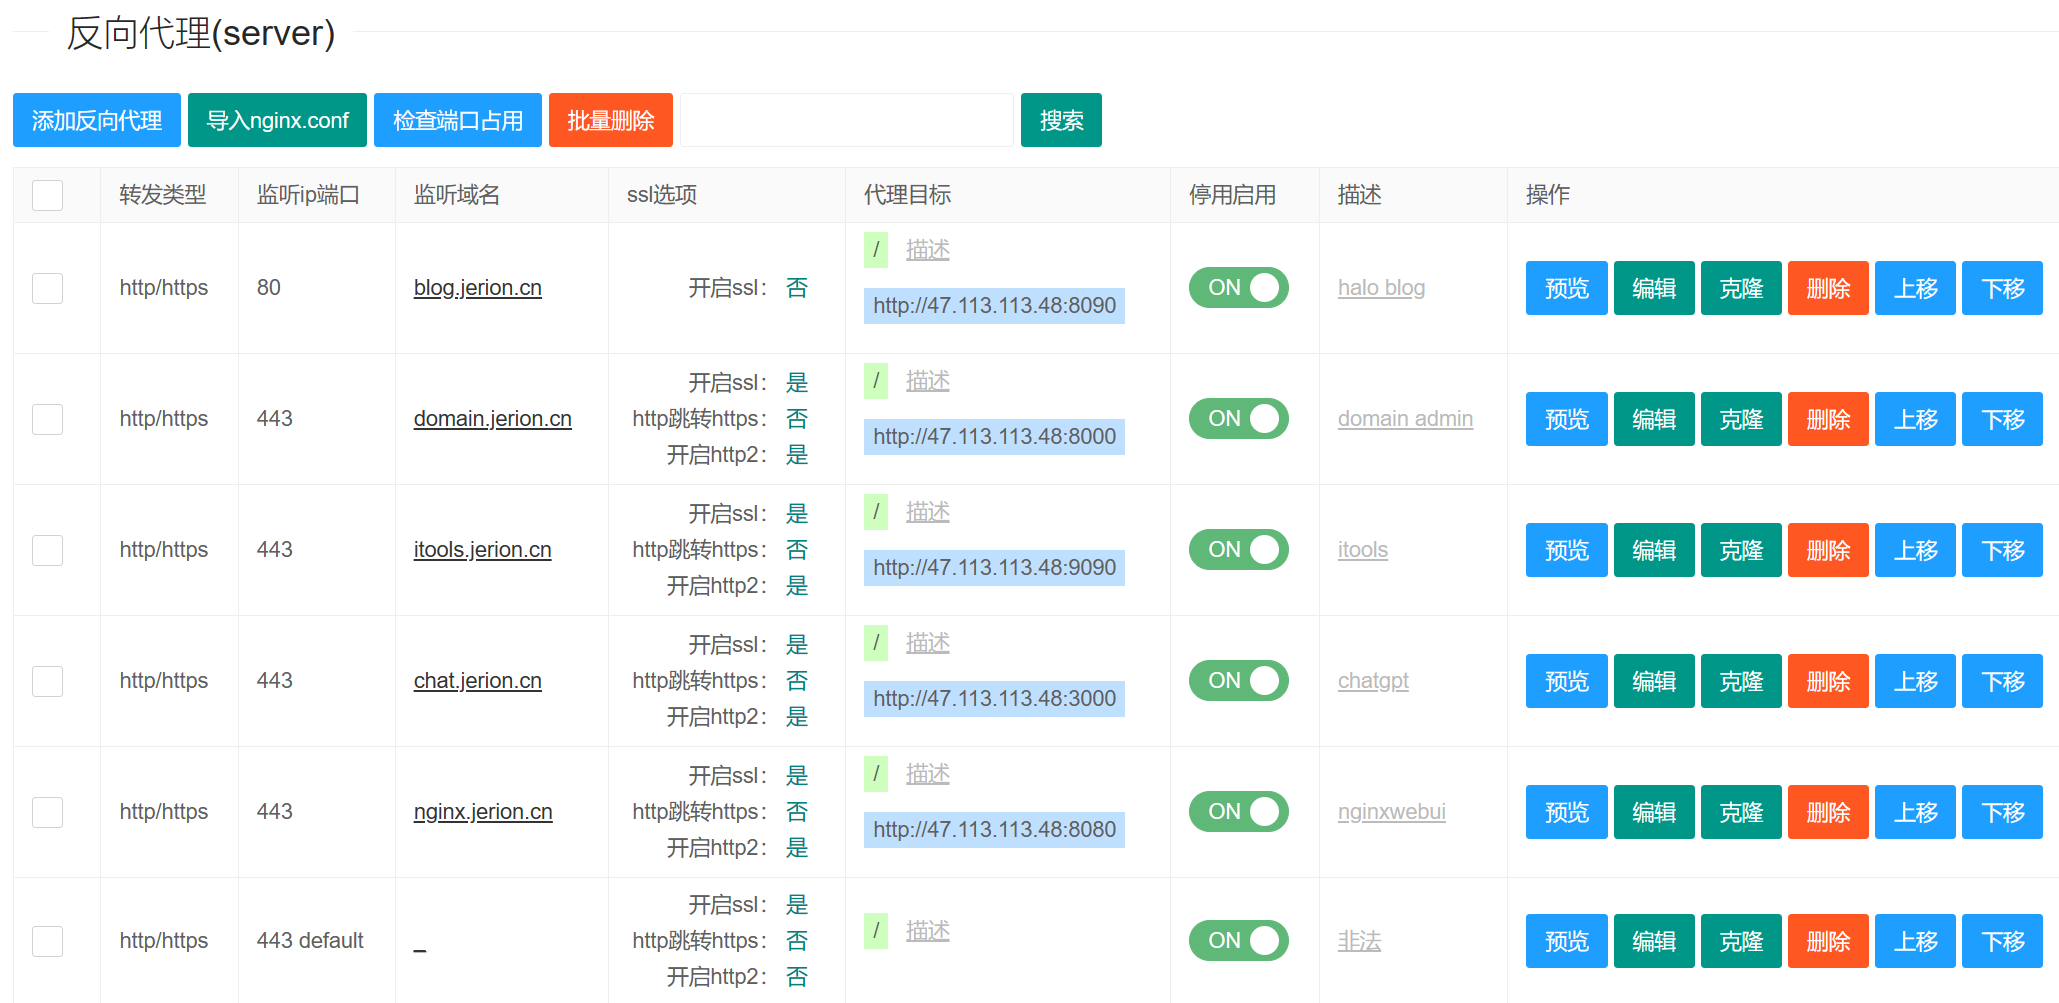 反向代理(server)
添加反向代理 导入nginx.conf 检查端口占用 批量删除 搜索
转发类型 监听ip端口 监听域名 ssl选项 代理目标 停用启用 描述 操作
http/https 80 blog.jerion.cn 开启ssl： 否 / 描述 http://47.113.113.48:8090 ON halo blog 预览 编辑 克隆 删除 上移 下移
http/https 443 domain.jerion.cn 开启ssl： 是 http跳转https： 否 开启http2： 是 / 描述 http://47.113.113.48:8000 ON domain admin 预览 编辑 克隆 删除 上移 下移
http/https 443 itools.jerion.cn 开启ssl： 是 http跳转https： 否 开启http2： 是 / 描述 http://47.113.113.48:9090 ON itools 预览 编辑 克隆 删除 上移 下移
http/https 443 chat.jerion.cn 开启ssl： 是 http跳转https： 否 开启http2： 是 / 描述 http://47.113.113.48:3000 ON chatgpt 预览 编辑 克隆 删除 上移 下移
http/https 443 nginx.jerion.cn 开启ssl： 是 http跳转https： 否 开启http2： 是 / 描述 http://47.113.113.48:8080 ON nginxwebui 预览 编辑 克隆 删除 上移 下移
http/https 443 default _ 开启ssl： 是 http跳转https： 否 开启http2： 否 / 描述 ON 非法 预览 编辑 克隆 删除 上移 下移